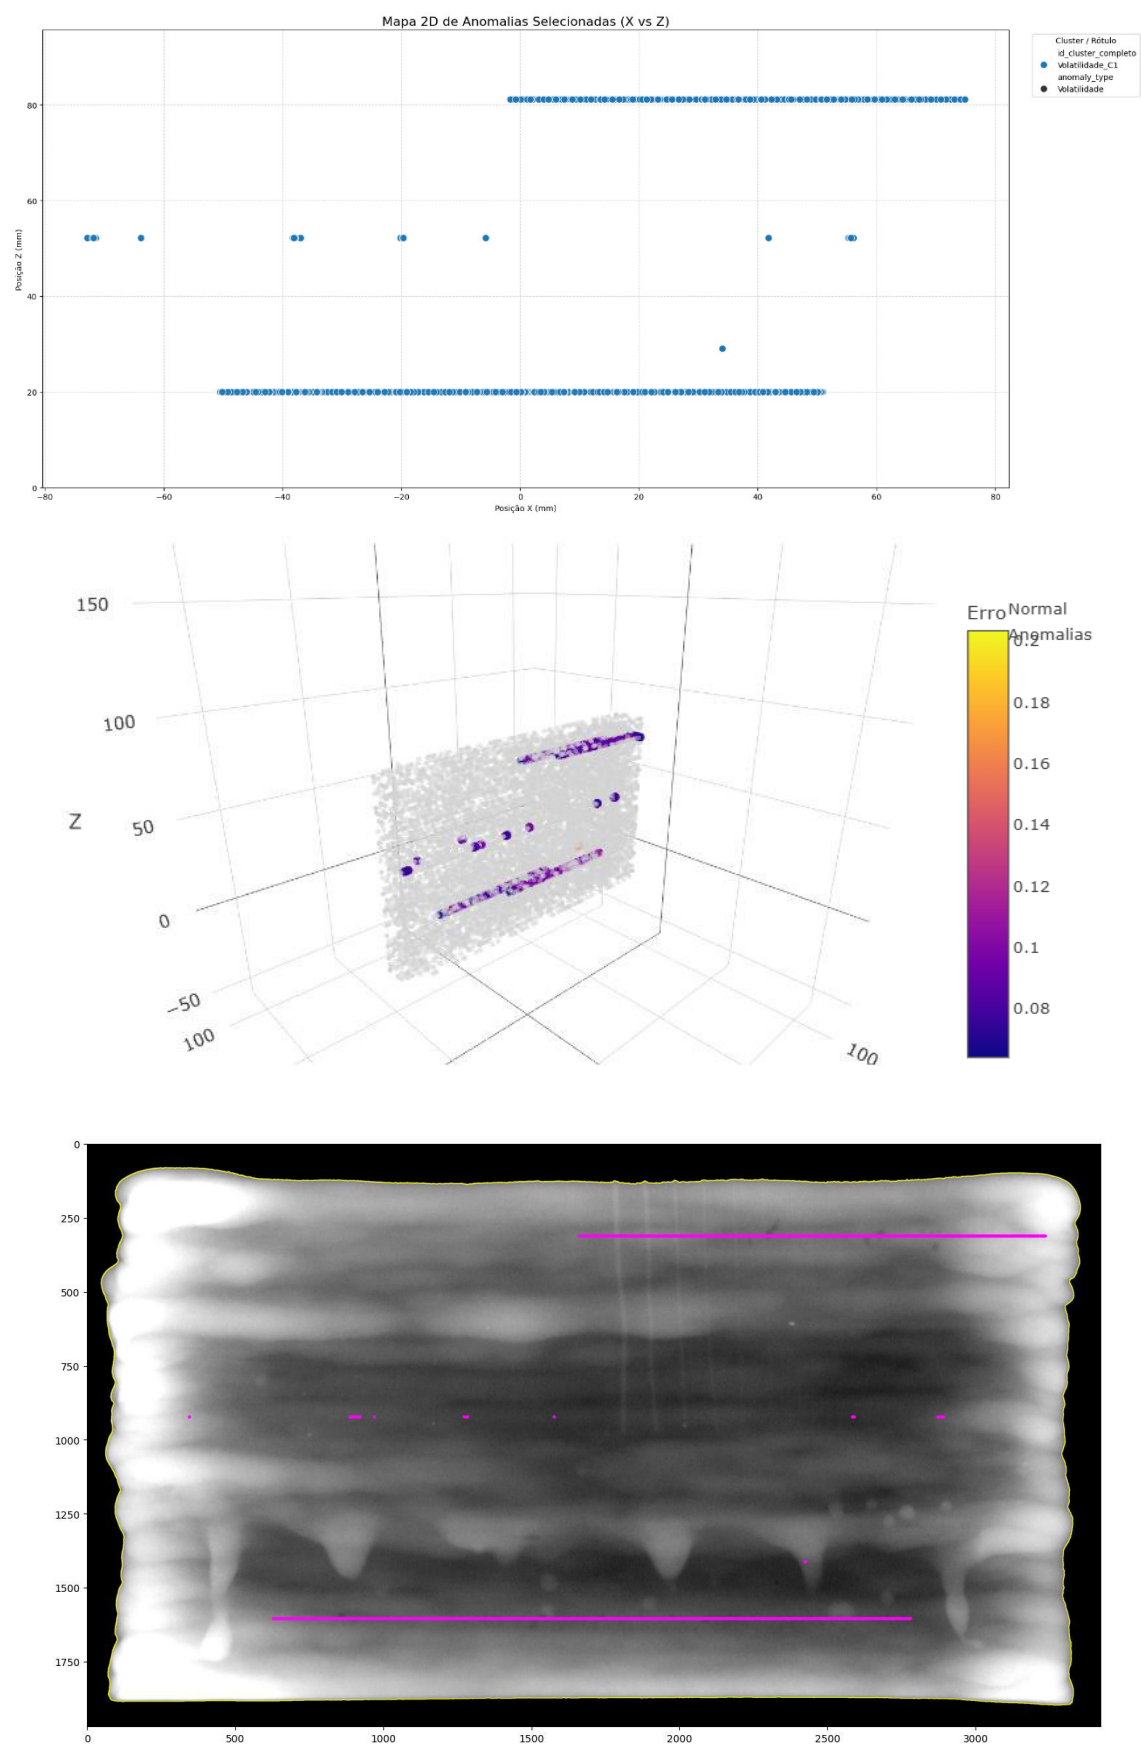 Mapa 2D de Anomalias Selecionadas (X vs Z)
Cluster / Rótulo
id_cluster_completo
Volatilidade_C1
anomaly_type
Volatilidade
80
60
40
20
0
Posição Z (mm)
−80 −60 −40 −20 0 20 40 60 80
Posição X (mm)
150
100
50
0
−50
100
Z
100
Erro
Normal
Anomalias
0.2
0.18
0.16
0.14
0.12
0.1
0.08
0
250
500
750
1000
1250
1500
1750
0 500 1000 1500 2000 2500 3000